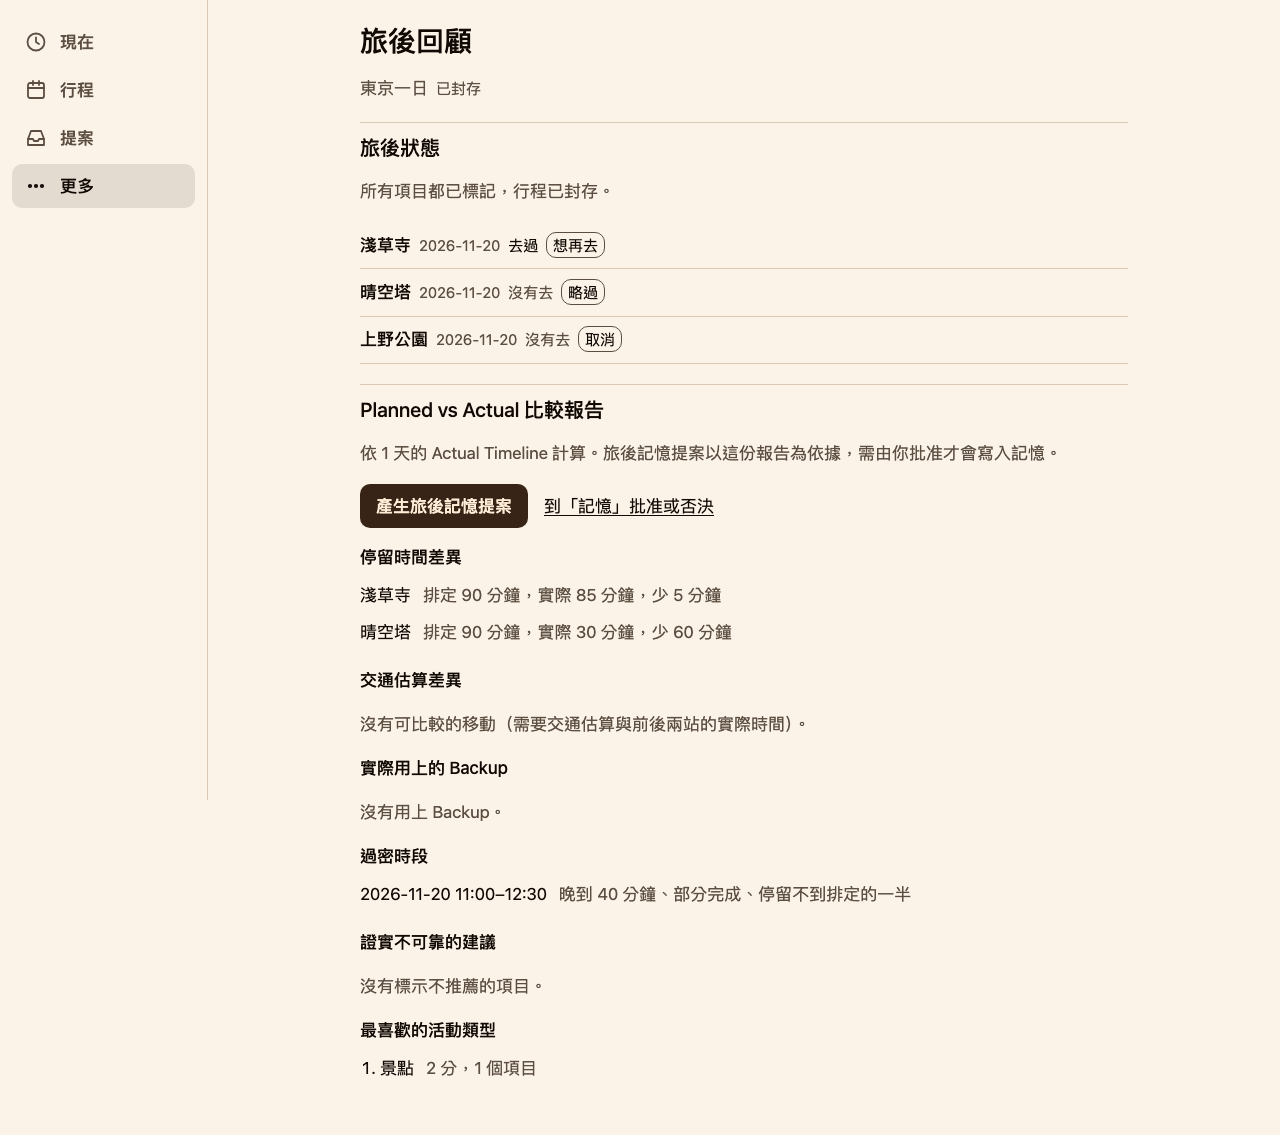 現在
行程
提案
更多
旅後回顧
東京一日 已封存
旅後狀態
所有項目都已標記，行程已封存。
淺草寺 2026-11-20 去過 想再去
晴空塔 2026-11-20 沒有去 略過
上野公園 2026-11-20 沒有去 取消
Planned vs Actual 比較報告
依 1 天的 Actual Timeline 計算。旅後記憶提案以這份報告為依據，需由你批准才會寫入記憶。
產生旅後記憶提案 到「記憶」批准或否決
停留時間差異
淺草寺 排定 90 分鐘，實際 85 分鐘，少 5 分鐘
晴空塔 排定 90 分鐘，實際 30 分鐘，少 60 分鐘
交通估算差異
沒有可比較的移動（需要交通估算與前後兩站的實際時間）。
實際用上的 Backup
沒有用上 Backup。
過密時段
2026-11-20 11:00–12:30 晚到 40 分鐘、部分完成、停留不到排定的一半
證實不可靠的建議
沒有標示不推薦的項目。
最喜歡的活動類型
1. 景點 2 分，1 個項目